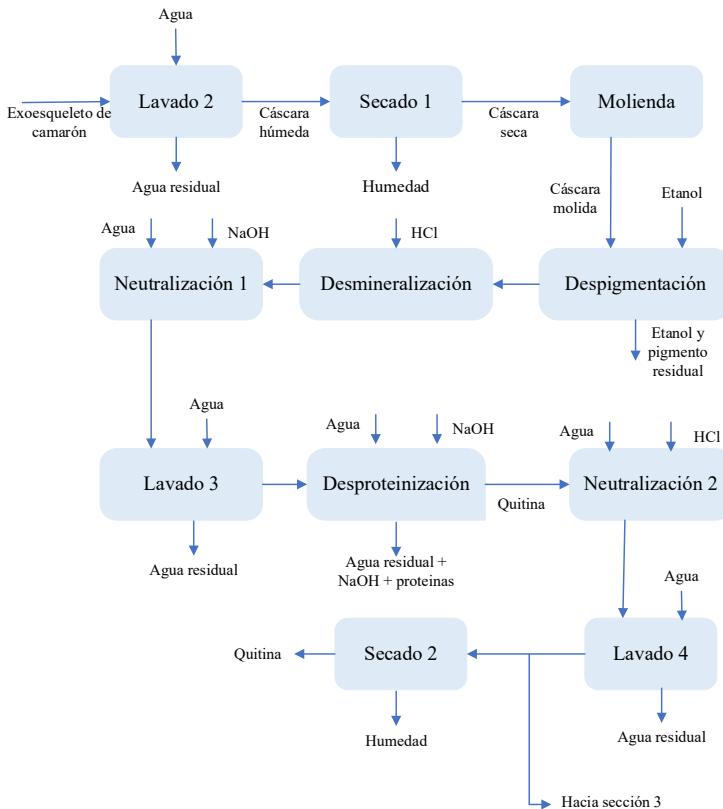 Agua
Exoesqueleto de
camarón
Lavado 2
Cáscara
húmeda
Secado 1
Cáscara
seca
Molienda
Agua residual
Humedad
Cáscara
molida
Etanol
Agua
NaOH
HCl
Neutralización 1
Desmineralización
Despigmentación
Etanol y
pigmento
residual
Agua
Agua
NaOH
Agua
HCl
Lavado 3
Desproteinización
Quitina
Neutralización 2
Agua residual
Agua residual +
NaOH + proteinas
Agua
Quitina
Secado 2
Lavado 4
Humedad
Agua residual
Hacia sección 3